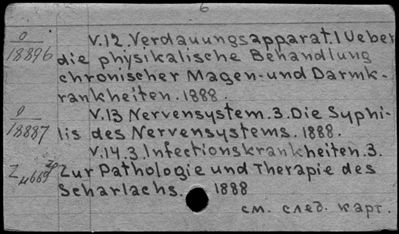 6
0/18896 V.12. Verdauungsapparat.1 Ueber
die physikalische Behandlung
chronischer Magen- und Darmk-
rankheiten. 1888.
0/18887 V.13 Nervensystem. 3. Die Syphi-
lis des Nervensystems. 1888.
V.14.3. Infectionskrankheiten. 3.
Zur Pathologie und Therapie des
Scharlachs. 1888
см. след. карт.